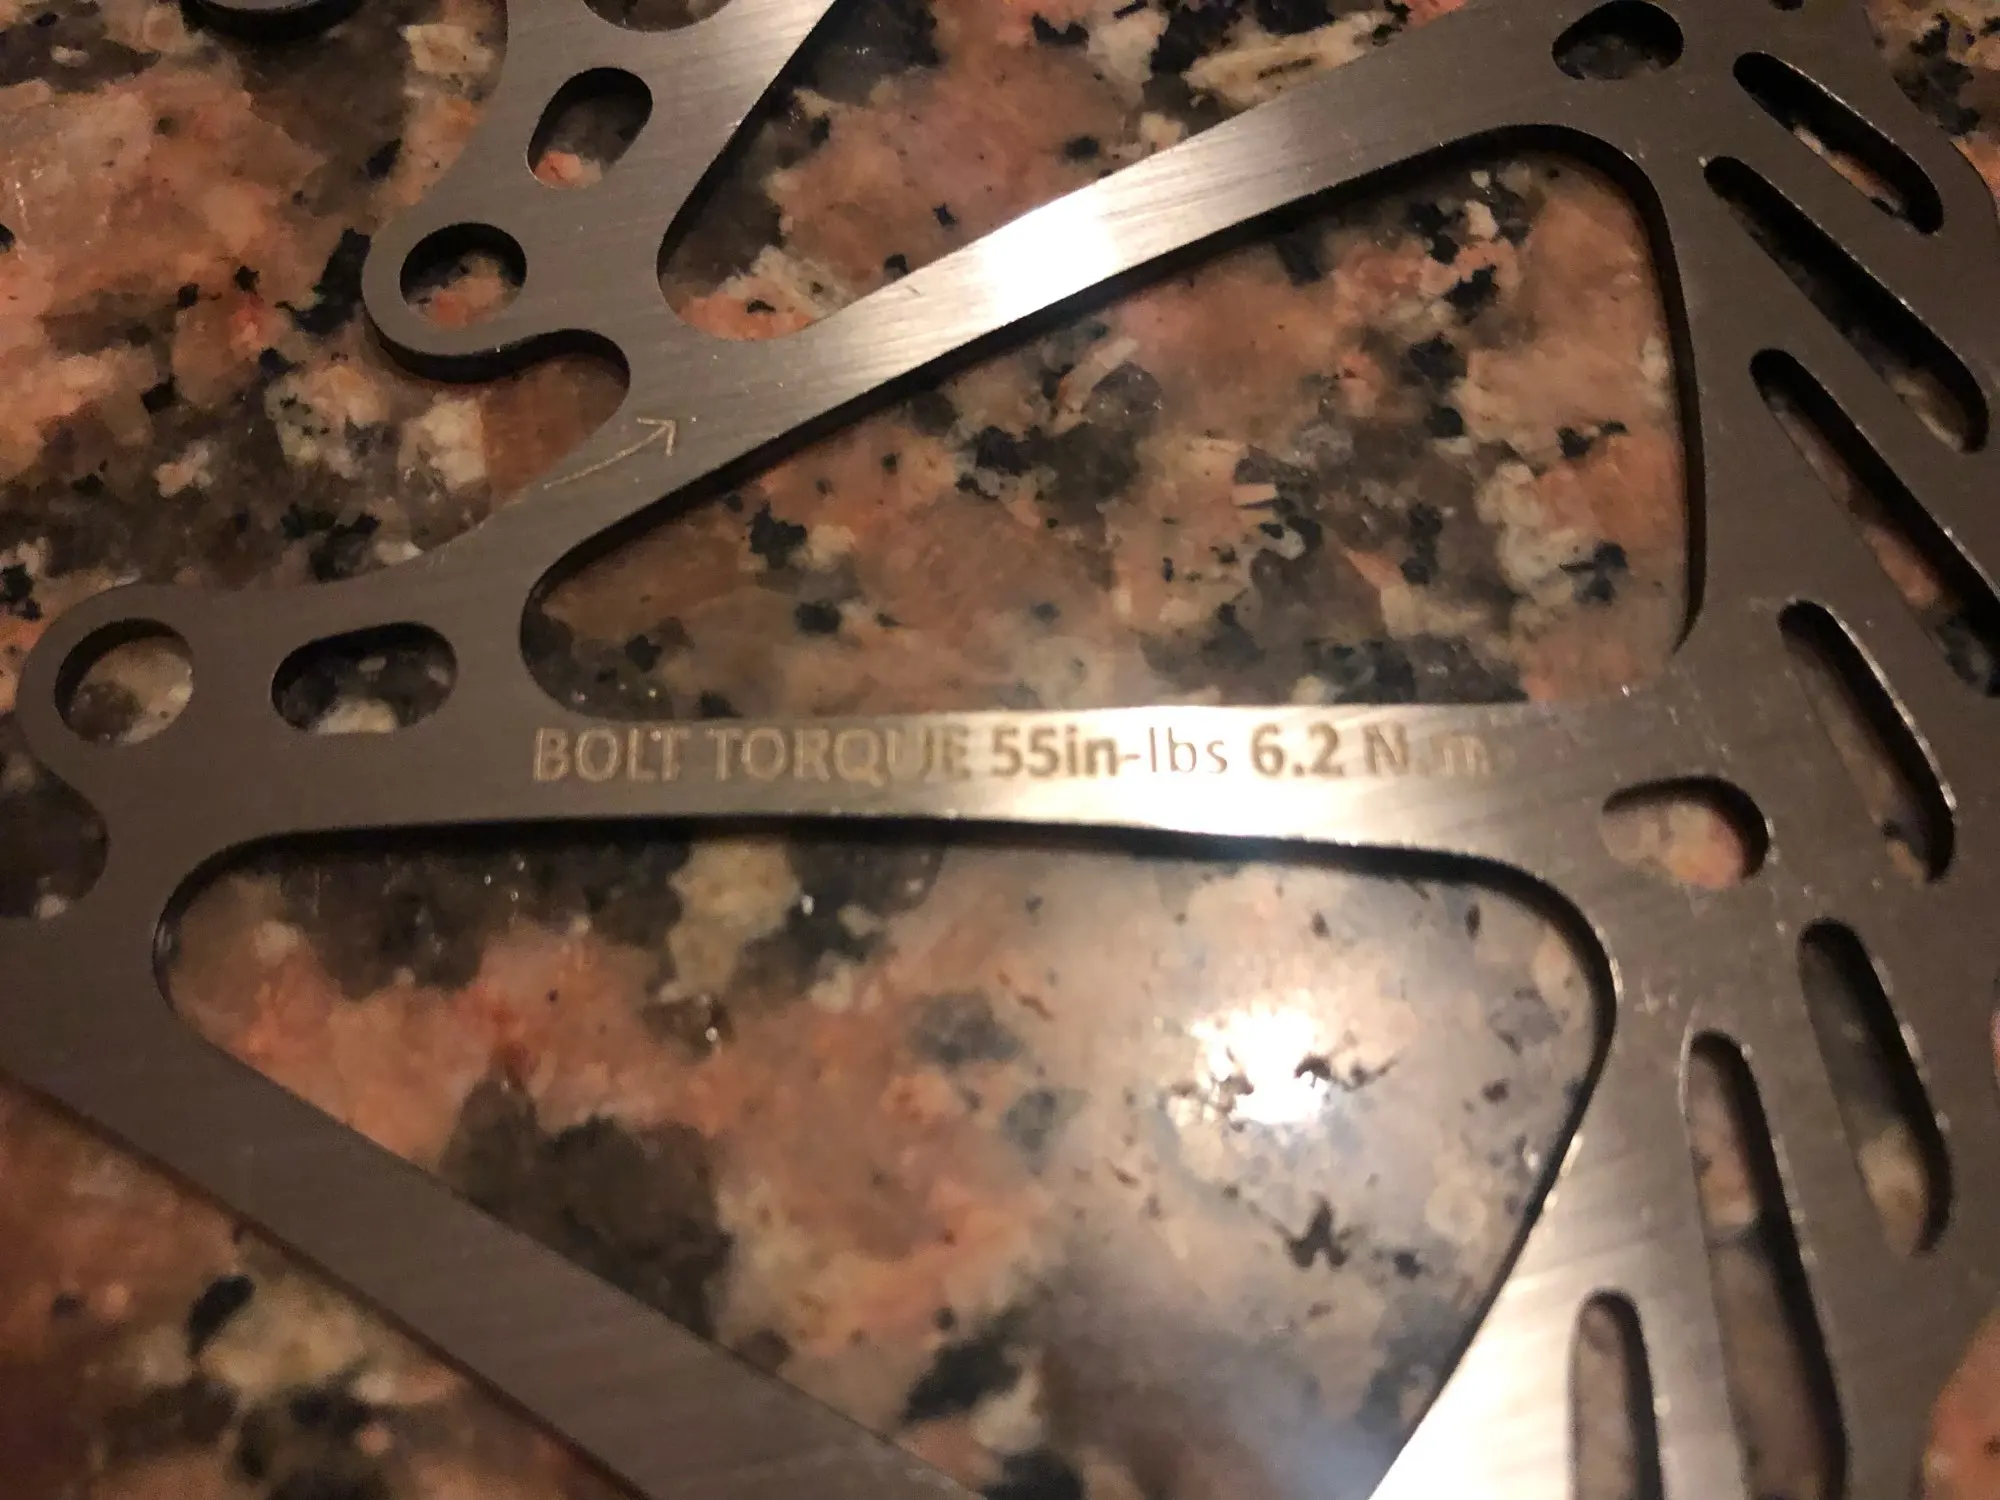 BOLT TORQUE 55in-lbs 6.2 N.m